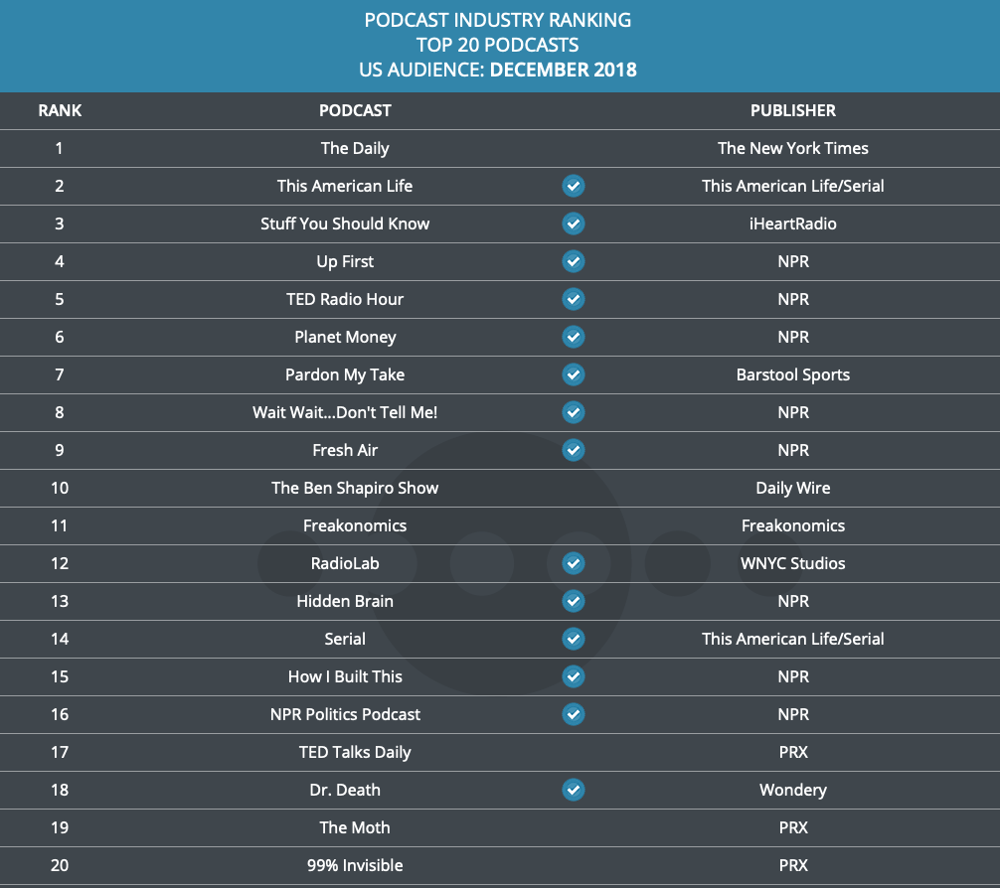 PODCAST INDUSTRY RANKING
TOP 20 PODCASTS
US AUDIENCE: DECEMBER 2018
RANK PODCAST PUBLISHER
1 The Daily The New York Times
2 This American Life This American Life/Serial
3 Stuff You Should Know iHeartRadio
4 Up First NPR
5 TED Radio Hour NPR
6 Planet Money NPR
7 Pardon My Take Barstool Sports
8 Wait Wait...Don't Tell Me! NPR
9 Fresh Air NPR
10 The Ben Shapiro Show Daily Wire
11 Freakonomics Freakonomics
12 RadioLab WNYC Studios
13 Hidden Brain NPR
14 Serial This American Life/Serial
15 How I Built This NPR
16 NPR Politics Podcast NPR
17 TED Talks Daily PRX
18 Dr. Death Wondery
19 The Moth PRX
20 99% Invisible PRX